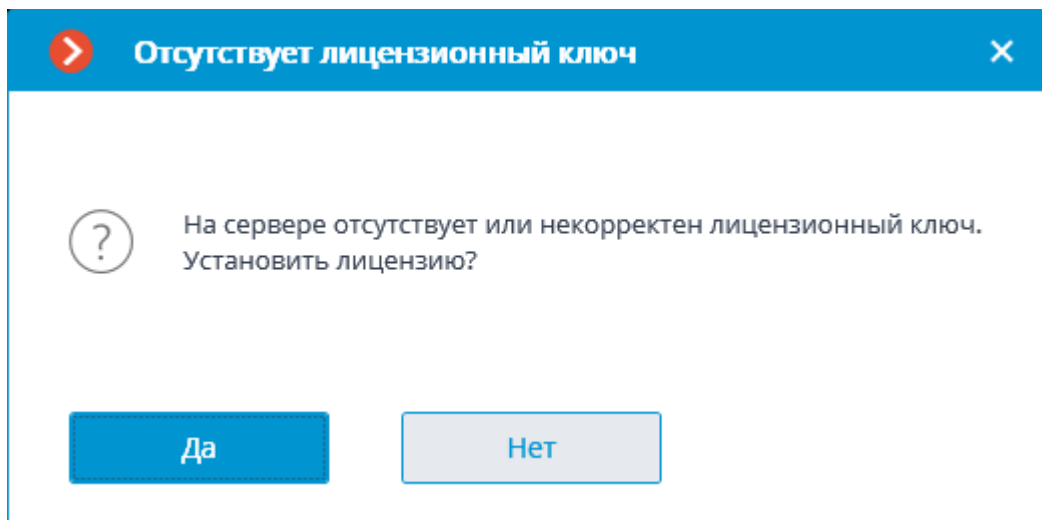 Отсутствует лицензионный ключ
На сервере отсутствует или некорректен лицензионный ключ.
Установить лицензию?
Да
Нет